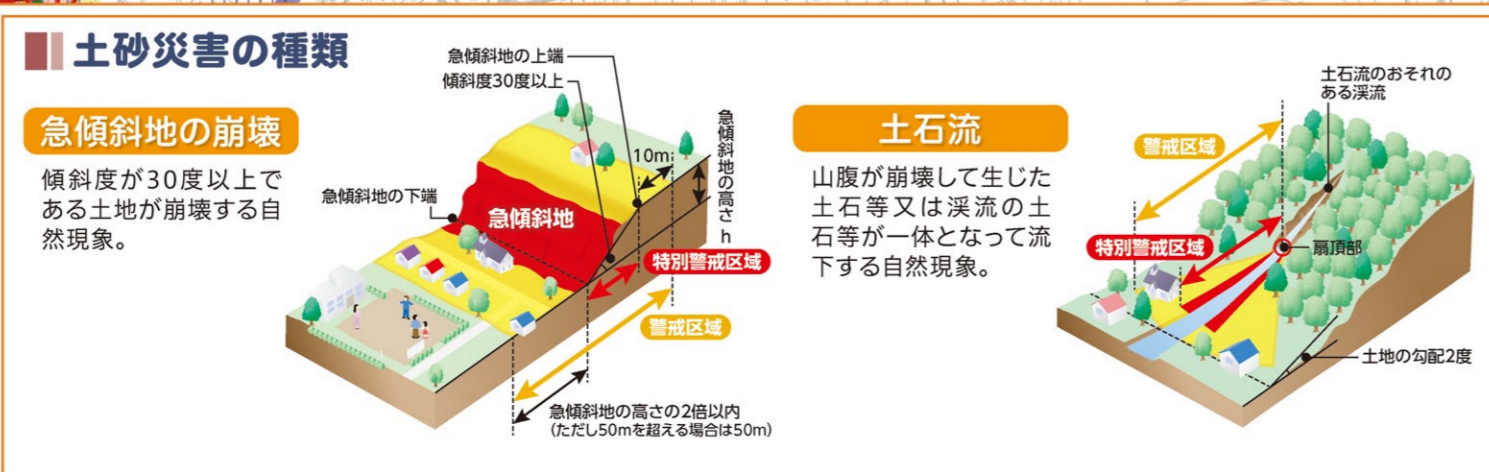 土砂災害の種類
急傾斜地の崩壊
傾斜度が30度以上で
ある土地が崩壊する自
然現象。
急傾斜地の上端
傾斜度30度以上
急傾斜地の下端
急傾斜地
10m
急傾斜地の高さh
特別警戒区域
警戒区域
急傾斜地の高さの2倍以内
(ただし50mを超える場合は50m)
土石流
山腹が崩壊して生じた
土石等又は渓流の土
石等が一体となって流
下する自然現象。
土石流のおそれの
ある渓流
警戒区域
特別警戒区域
扇頂部
土地の勾配2度